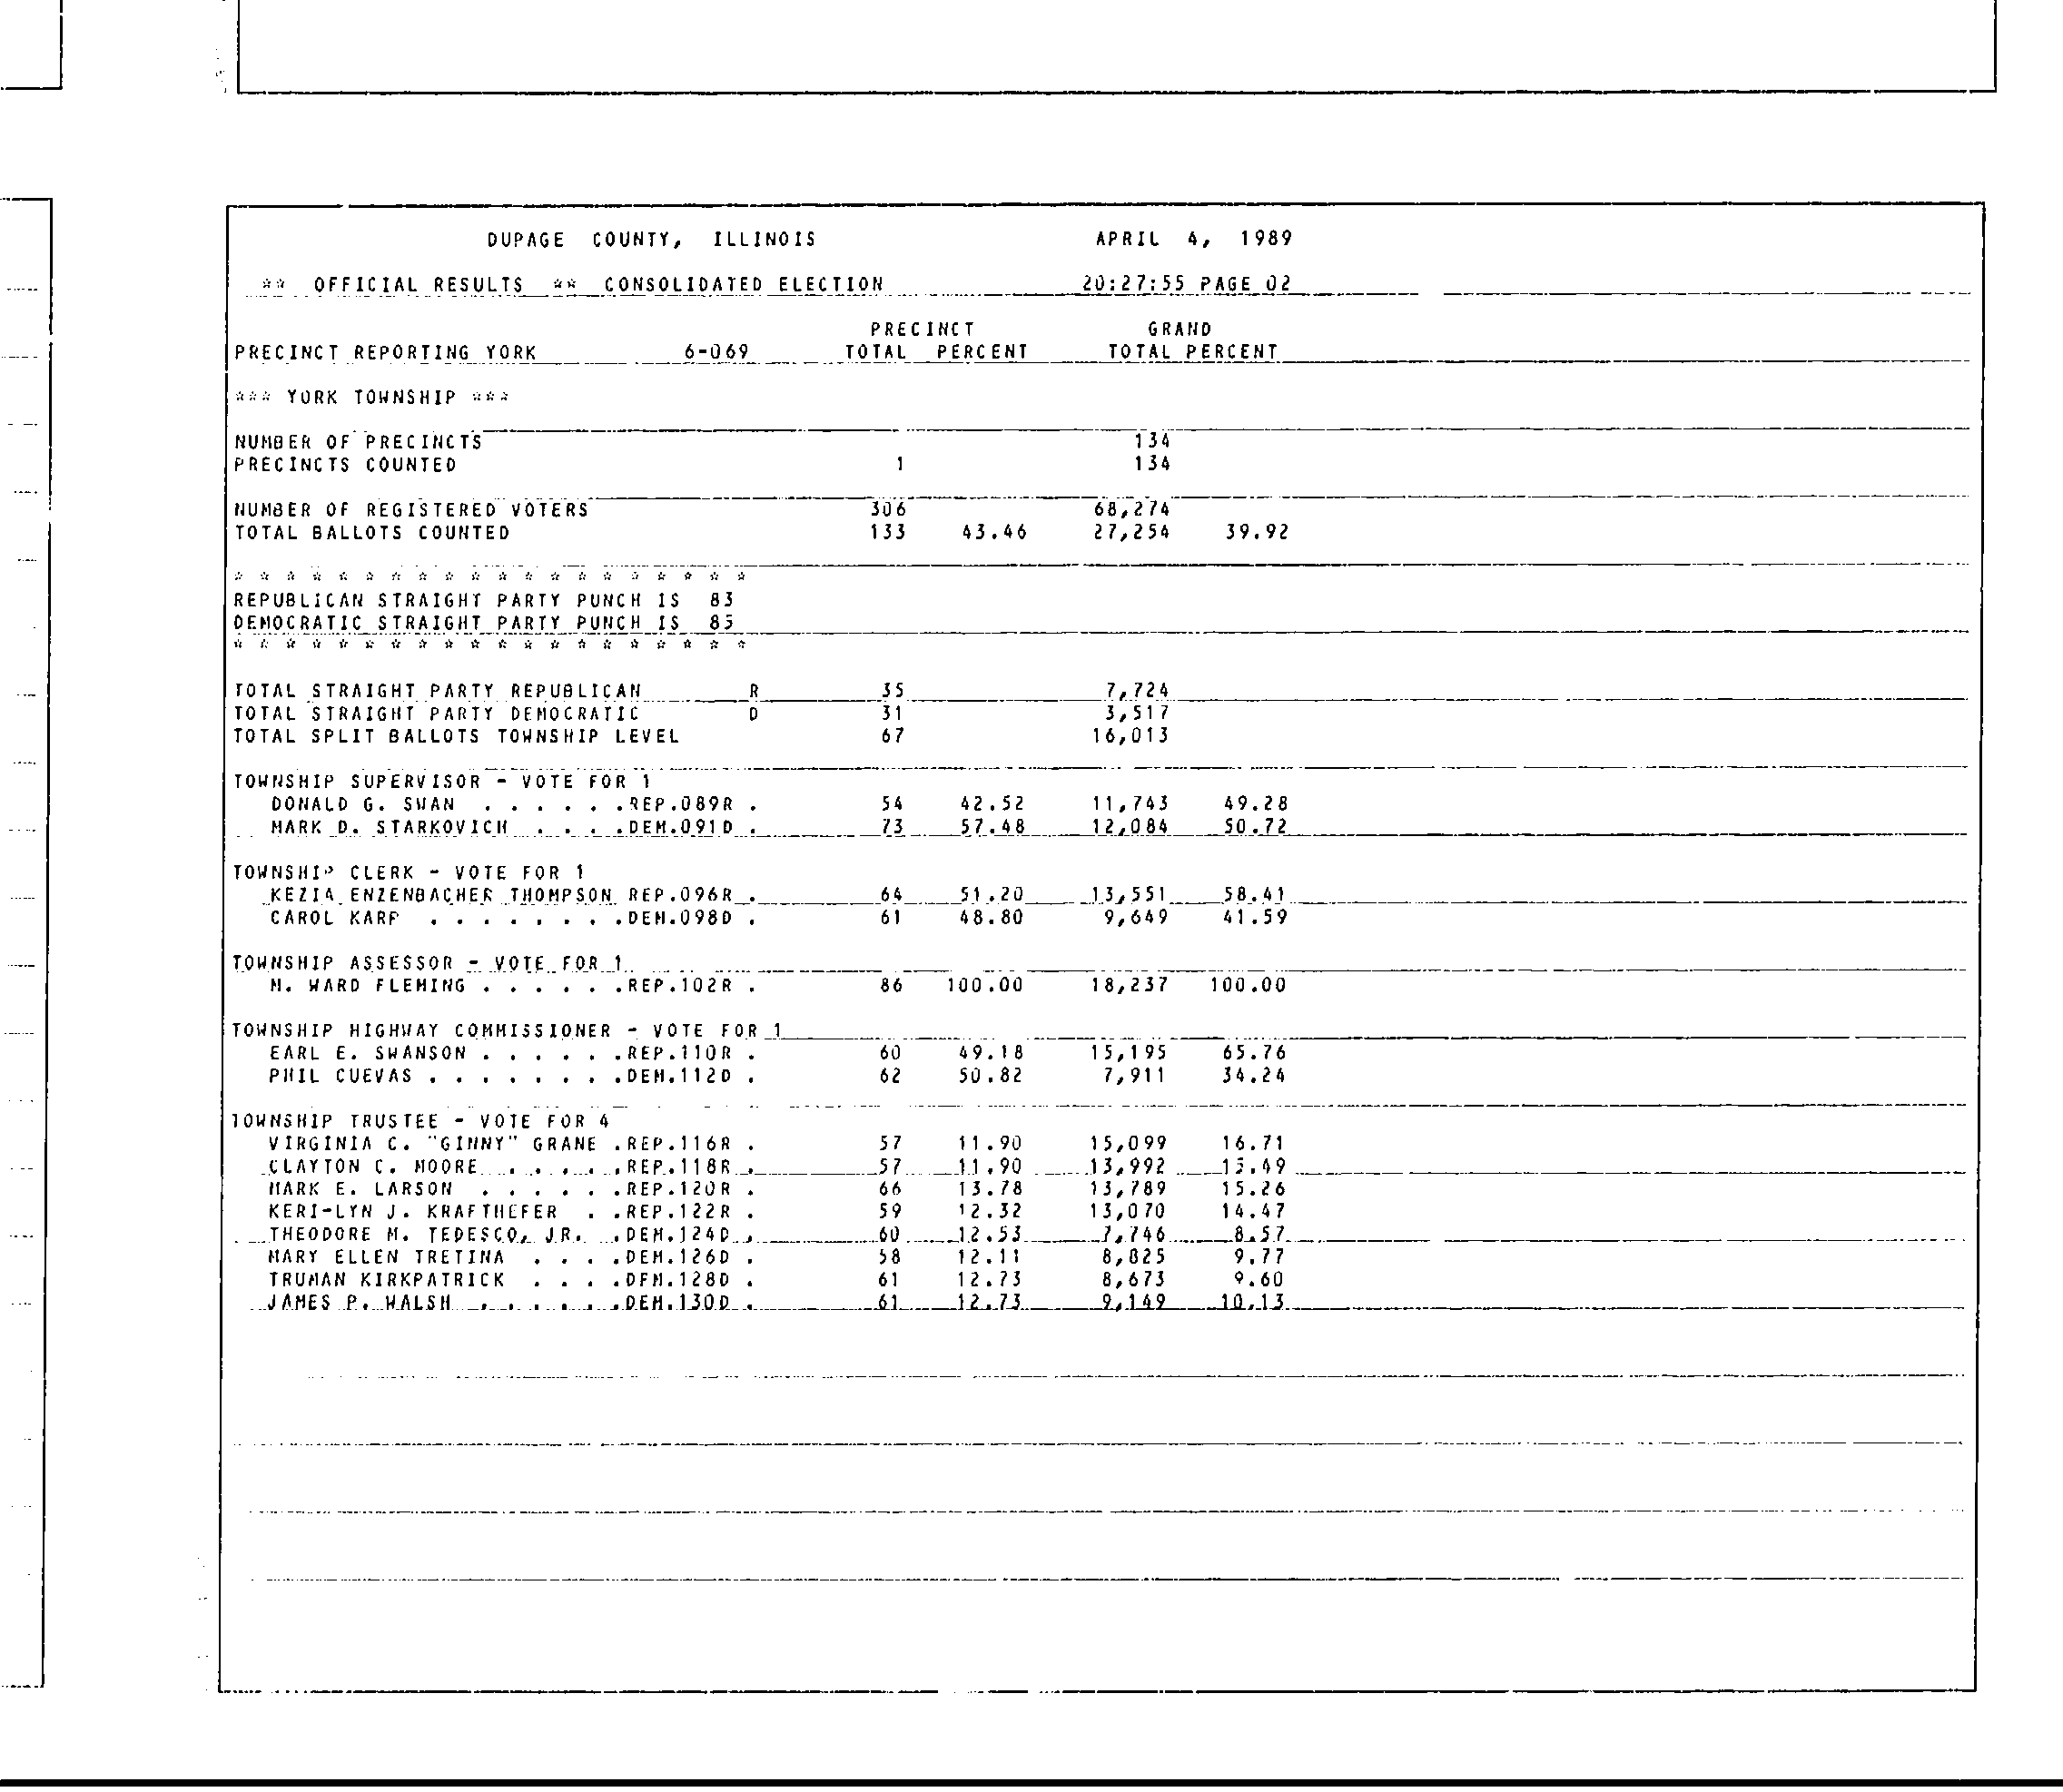 DUPAGE COUNTY, ILLINOIS APRIL 4, 1989
** OFFICIAL RESULTS ** CONSOLIDATED ELECTION 20:27:55 PAGE 02
PRECINCT GRAND
PRECINCT REPORTING YORK 6-069 TOTAL PERCENT TOTAL PERCENT
*** YORK TOWNSHIP ***
NUMBER OF PRECINCTS 134
PRECINCTS COUNTED 1 134
NUMBER OF REGISTERED VOTERS 306 68,274
TOTAL BALLOTS COUNTED 133 43.46 27,254 39.92
* * * * * * * * * * * * * * * * * * * *
REPUBLICAN STRAIGHT PARTY PUNCH IS 83
DEMOCRATIC STRAIGHT PARTY PUNCH IS 85
* * * * * * * * * * * * * * * * * * * *
TOTAL STRAIGHT PARTY REPUBLICAN R 35 7,724
TOTAL STRAIGHT PARTY DEMOCRATIC D 31 3,517
TOTAL SPLIT BALLOTS TOWNSHIP LEVEL 67 16,013
TOWNSHIP SUPERVISOR - VOTE FOR 1
DONALD G. SWAN . . . . . .REP.089R . 54 42.52 11,743 49.28
MARK D. STARKOVICH . . . .DEM.091D . 73 57.48 12,084 50.72
TOWNSHIP CLERK - VOTE FOR 1
KEZIA ENZENBACHER THOMPSON REP.096R . 64 51.20 13,551 58.41
CAROL KARP . . . . . . . .DEM.098D . 61 48.80 9,649 41.59
TOWNSHIP ASSESSOR - VOTE FOR 1
M. WARD FLEMING . . . . . .REP.102R . 86 100.00 18,237 100.00
TOWNSHIP HIGHWAY COMMISSIONER - VOTE FOR 1
EARL E. SWANSON . . . . . .REP.110R . 60 49.18 15,195 65.76
PHIL CUEVAS . . . . . . . .DEM.112D . 62 50.82 7,911 34.24
TOWNSHIP TRUSTEE - VOTE FOR 4
VIRGINIA C. "GINNY" GRANE .REP.116R . 57 11.90 15,099 16.71
CLAYTON C. MOORE . . . . .REP.118R . 57 11.90 13,992 15.49
MARK E. LARSON . . . . . .REP.120R . 66 13.78 13,789 15.26
KERI-LYN J. KRAFTHEFER . .REP.122R . 59 12.32 13,070 14.47
THEODORE M. TEDESCO, JR. .DEM.124D . 60 12.53 7,746 8.57
MARY ELLEN TRETINA . . . .DEM.126D . 58 12.11 8,825 9.77
TRUMAN KIRKPATRICK . . . .DEM.128D . 61 12.73 8,673 9.60
JAMES P. WALSH . . . . . .DEM.130D . 61 12.73 9,149 10.13